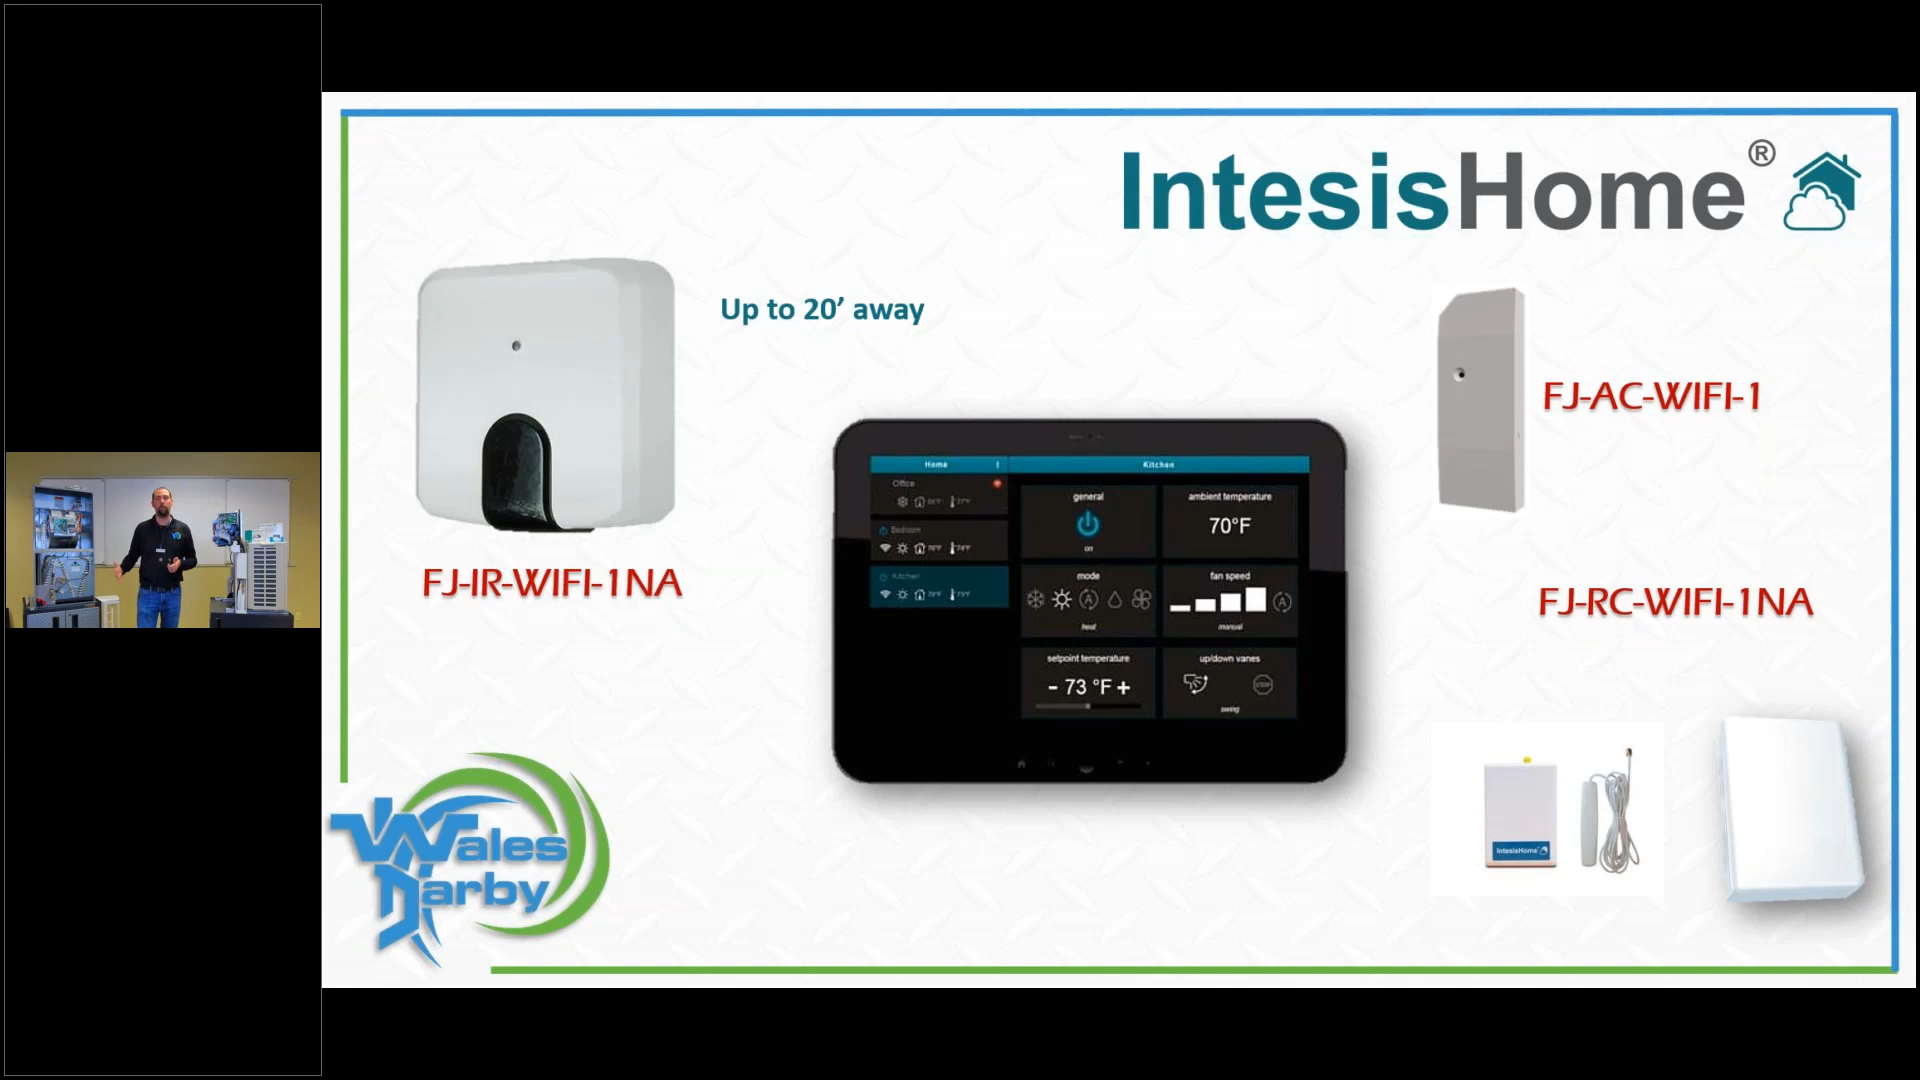 IntesisHome®
Up to 20’ away
FJ-IR-WIFI-1NA
FJ-AC-WIFI-1
FJ-RC-WIFI-1NA
Home
Kitchen
Office
Bedroom
Kitchen
general
on
ambient temperature
70°F
mode
heat
fan speed
manual
setpoint temperature
- 73 °F +
up/down vanes
STOP
swing
IntesisHome
Wales
Darby